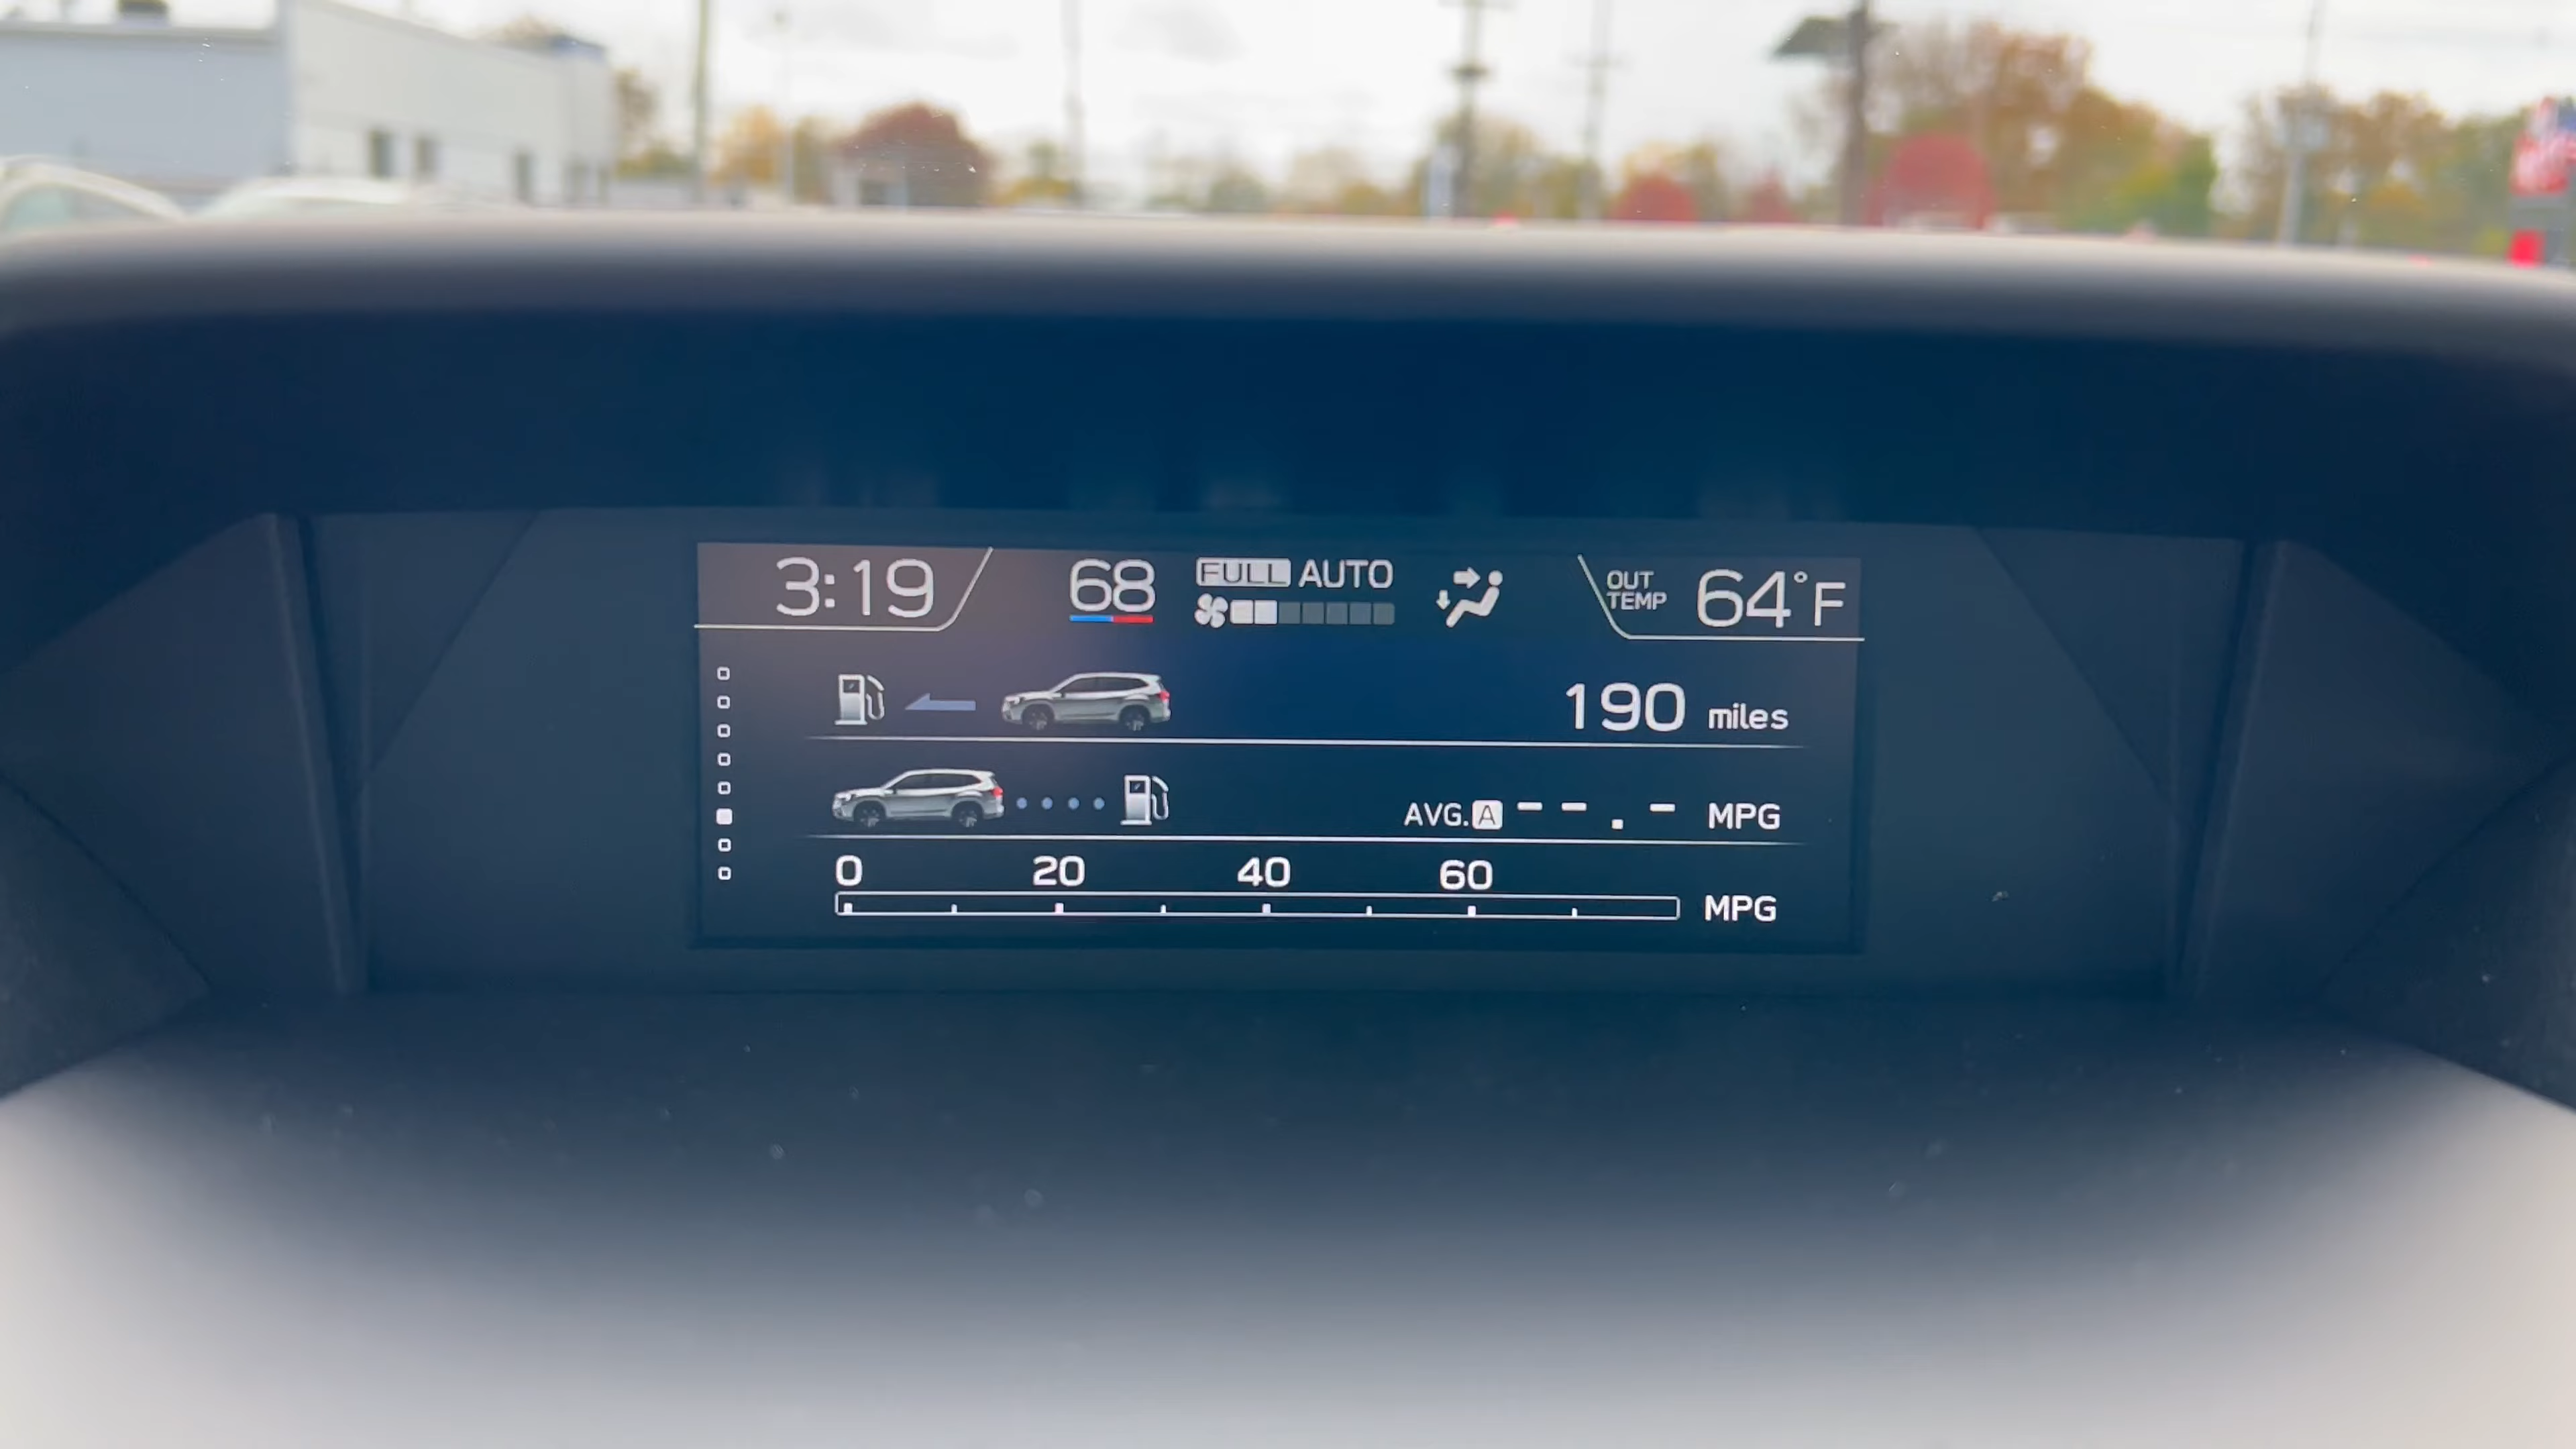 3:19 68 FULL AUTO OUT TEMP 64°F
190 miles
AVG. A --.- MPG
0 20 40 60
MPG